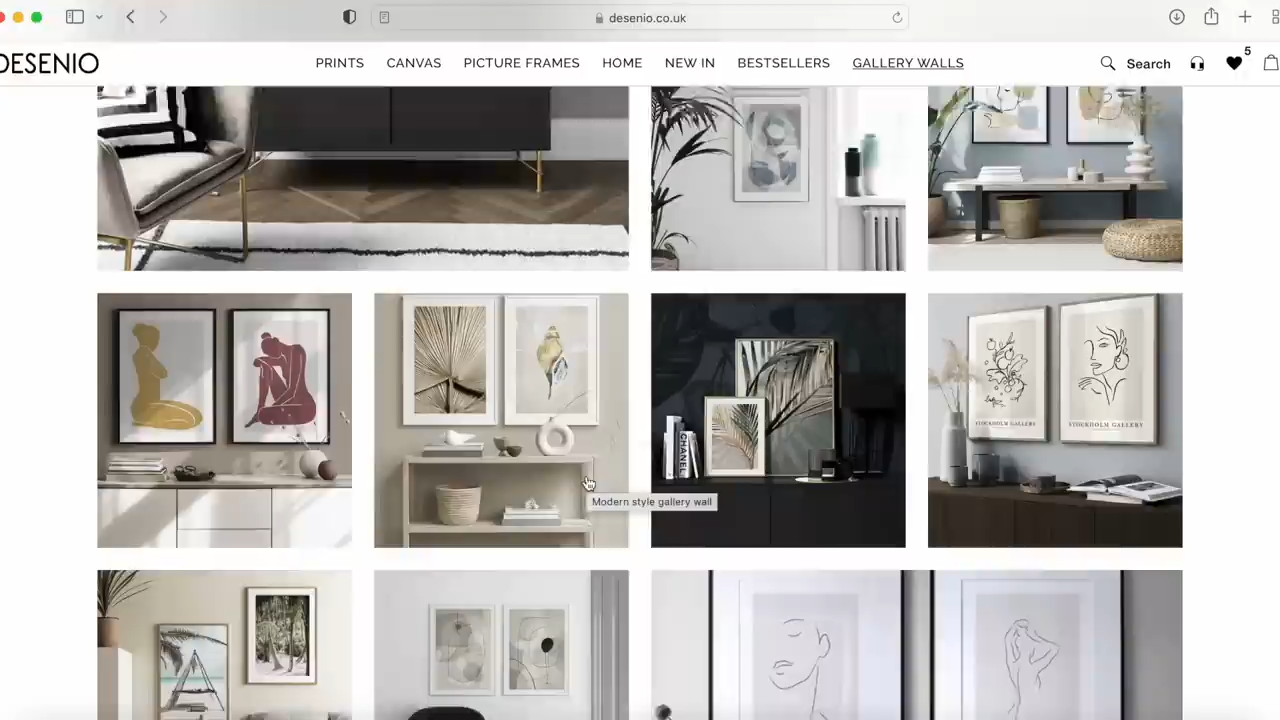 desenio.co.uk
DESENIO
PRINTS CANVAS PICTURE FRAMES HOME NEW IN BESTSELLERS GALLERY WALLS
Search
5
CHANEL
STOCKHOLM GALLERY
STOCKHOLM GALLERY
Modern style gallery wall